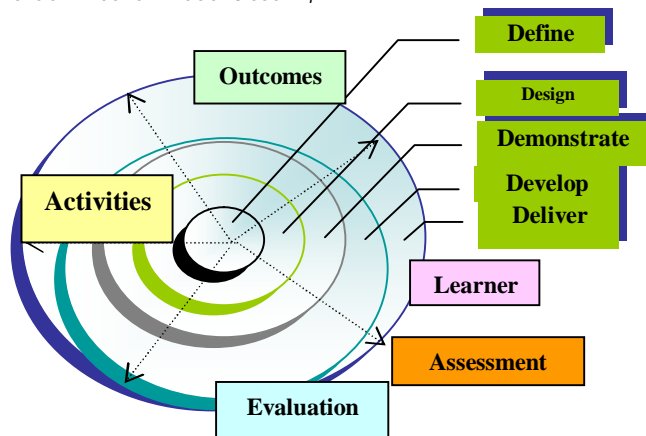 Define
Outcomes
Design
Demonstrate
Activities
Develop
Deliver
Learner
Assessment
Evaluation